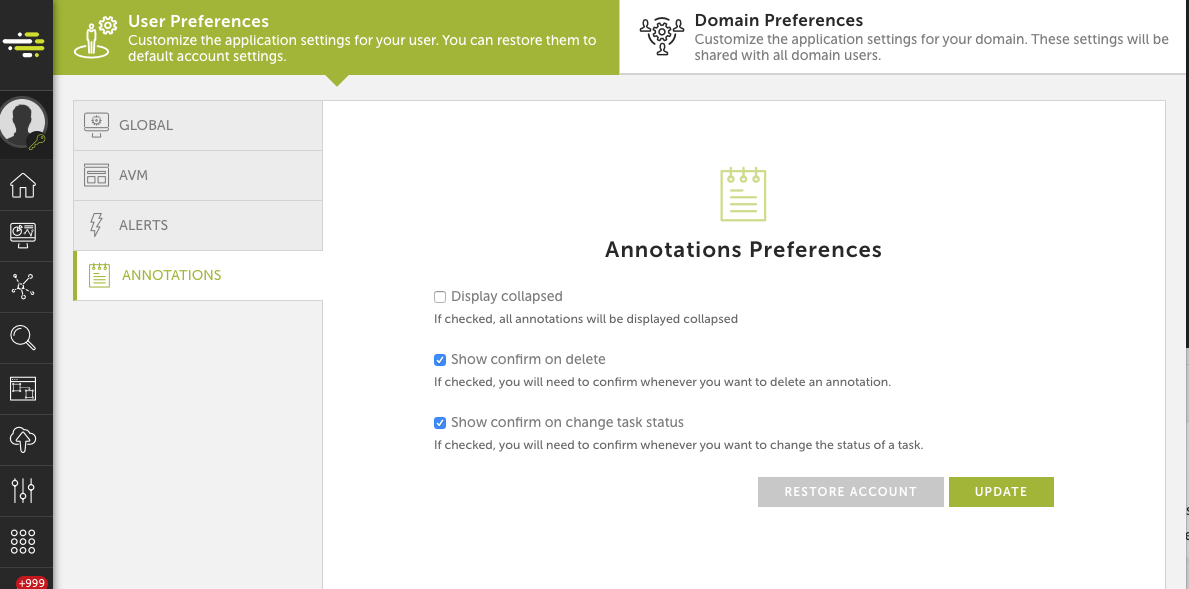 User Preferences
Customize the application settings for your user. You can restore them to
default account settings.
Domain Preferences
Customize the application settings for your domain. These settings will be
shared with all domain users.
GLOBAL
AVM
ALERTS
ANNOTATIONS
Annotations Preferences
Display collapsed
If checked, all annotations will be displayed collapsed
Show confirm on delete
If checked, you will need to confirm whenever you want to delete an annotation.
Show confirm on change task status
If checked, you will need to confirm whenever you want to change the status of a task.
RESTORE ACCOUNT
UPDATE
+999